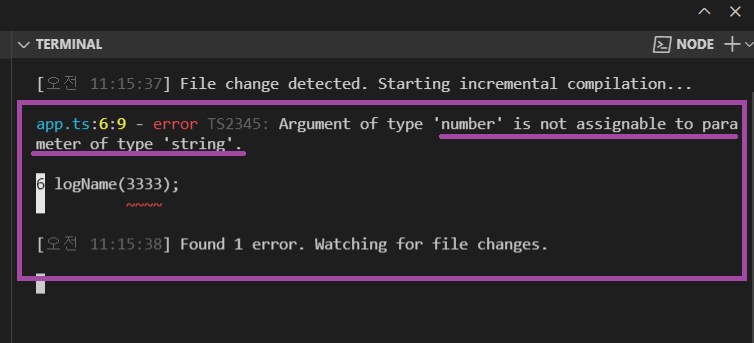 TERMINAL
NODE
[오전 11:15:37] File change detected. Starting incremental compilation...
app.ts:6:9 - error TS2345: Argument of type 'number' is not assignable to para
meter of type 'string'.
6 logName(3333);
~~~~
[오전 11:15:38] Found 1 error. Watching for file changes.